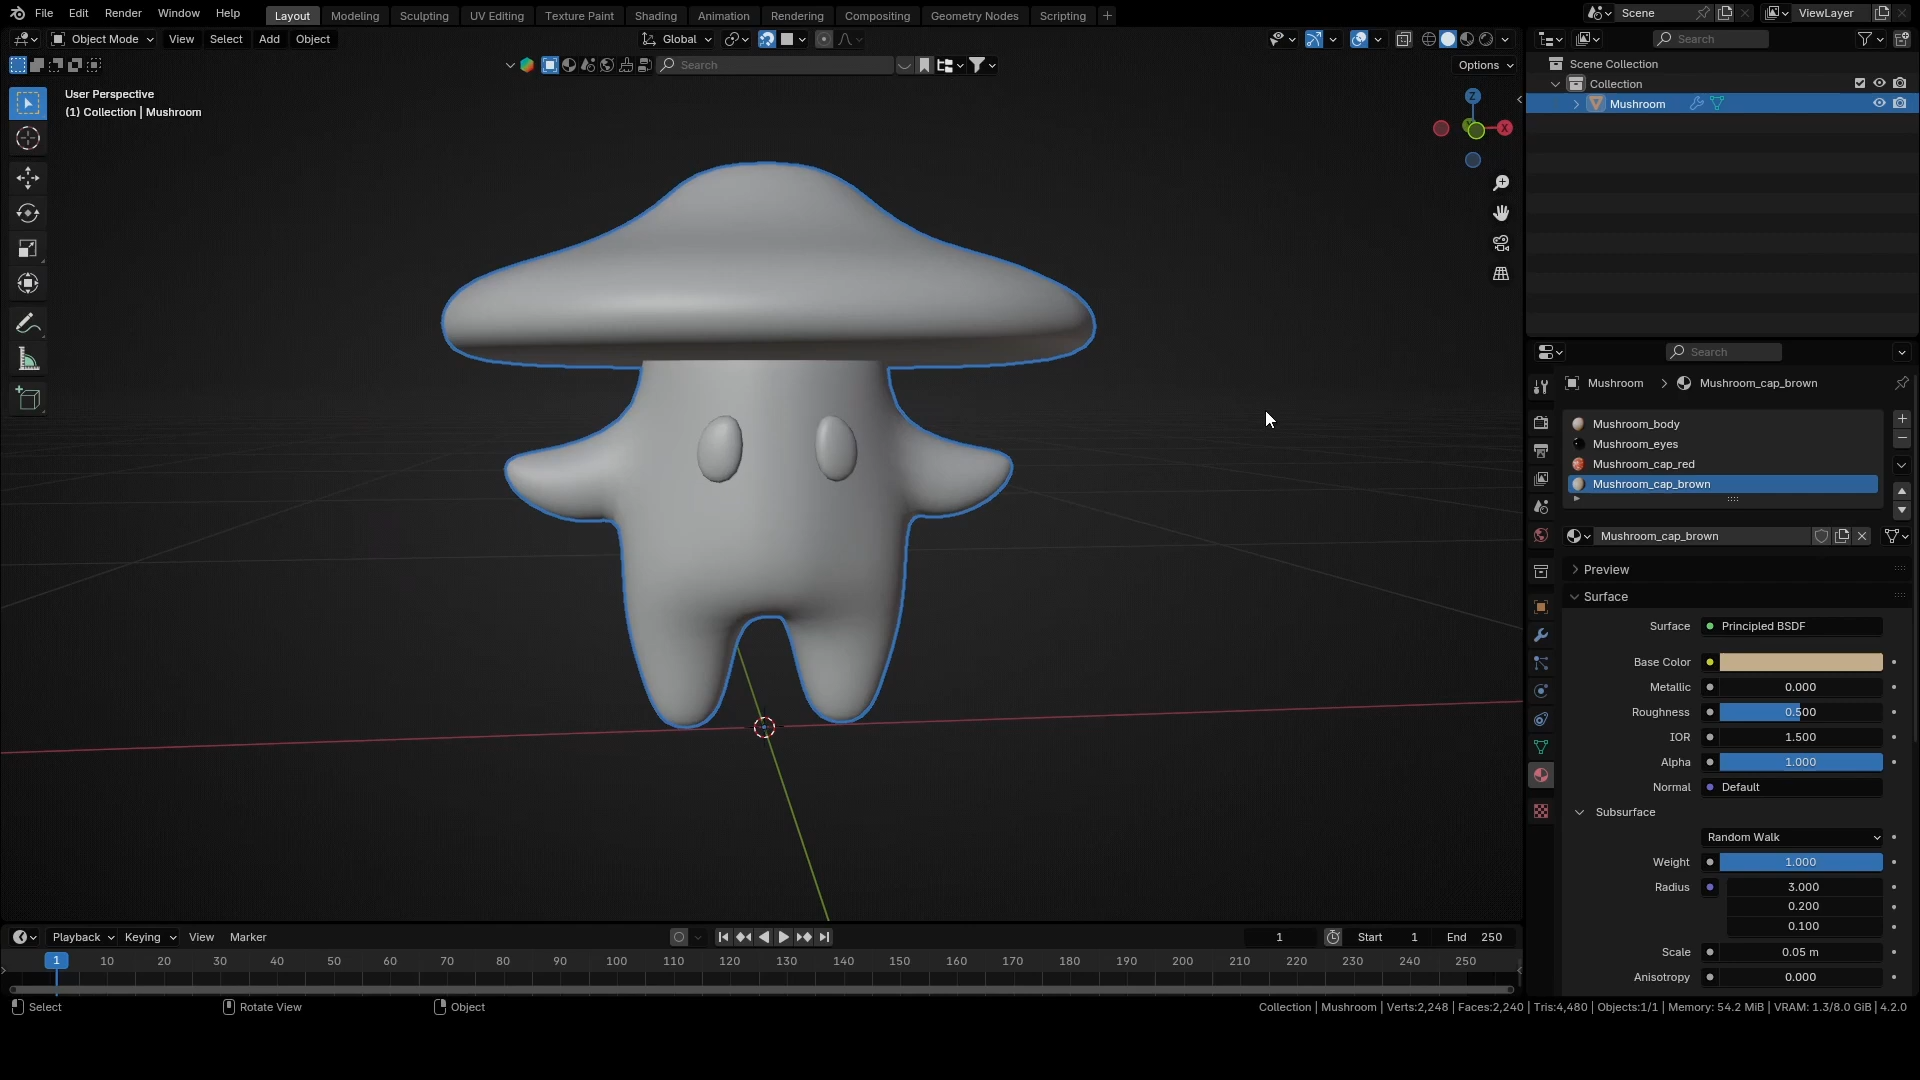 File Edit Render Window Help Layout Modeling Sculpting UV Editing Texture Paint Shading Animation Rendering Compositing Geometry Nodes Scripting + Scene ViewLayer
Object Mode View Select Add Object Global Search
Search Options
User Perspective
(1) Collection | Mushroom
Z
Y
X
Scene Collection
Collection
Mushroom
Search
Mushroom > Mushroom_cap_brown
Mushroom_body
Mushroom_eyes
Mushroom_cap_red
Mushroom_cap_brown
Mushroom_cap_brown
Preview
Surface
Surface Principled BSDF
Base Color
Metallic 0.000
Roughness 0.500
IOR 1.500
Alpha 1.000
Normal Default
Subsurface
Random Walk
Weight 1.000
Radius 3.000
0.200
0.100
Scale 0.05 m
Anisotropy 0.000
Playback Keying View Marker 1 Start 1 End 250
1 10 20 30 40 50 60 70 80 90 100 110 120 130 140 150 160 170 180 190 200 210 220 230 240 250
Select Rotate View Object Collection | Mushroom | Verts:2,248 | Faces:2,240 | Tris:4,480 | Objects:1/1 | Memory: 54.2 MiB | VRAM: 1.3/8.0 GiB | 4.2.0